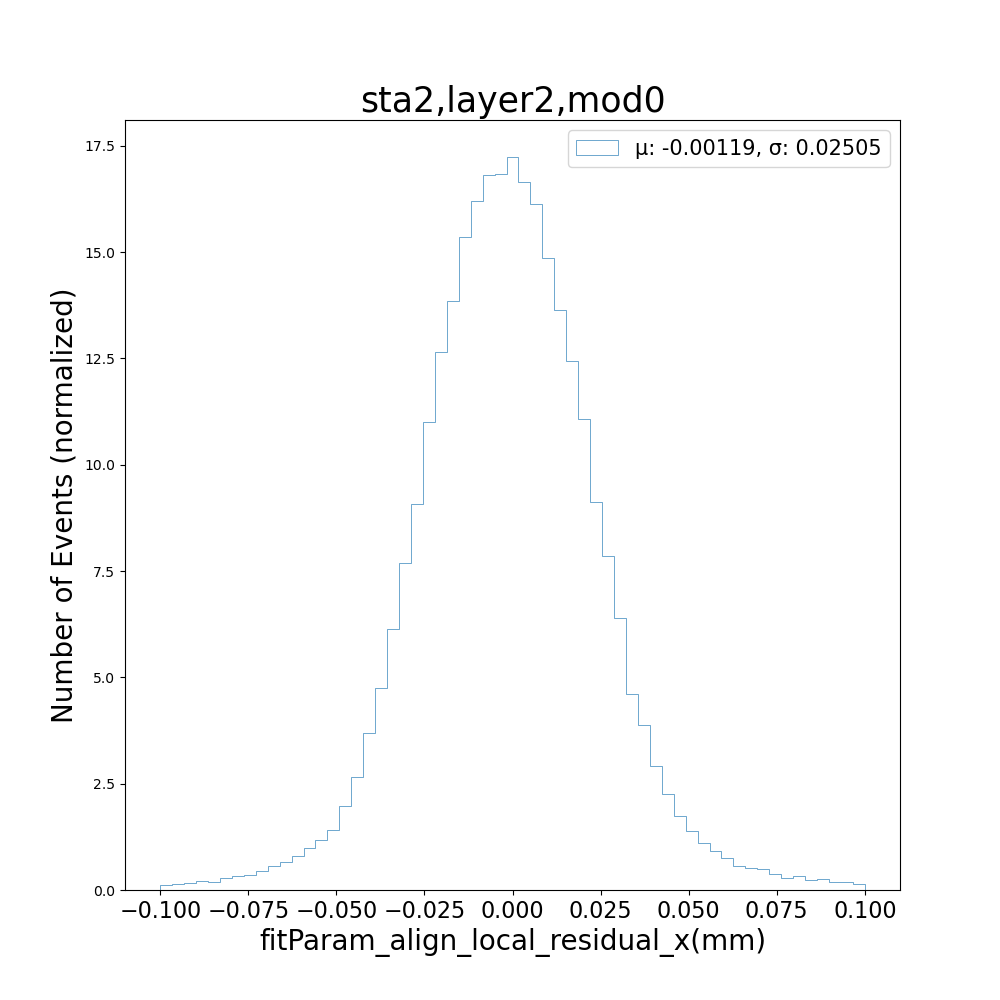 sta2,layer2,mod0
μ: -0.00119, σ: 0.02505
Number of Events (normalized)
17.5
15.0
12.5
10.0
7.5
5.0
2.5
0.0
−0.100 −0.075 −0.050 −0.025 0.000 0.025 0.050 0.075 0.100
fitParam_align_local_residual_x(mm)